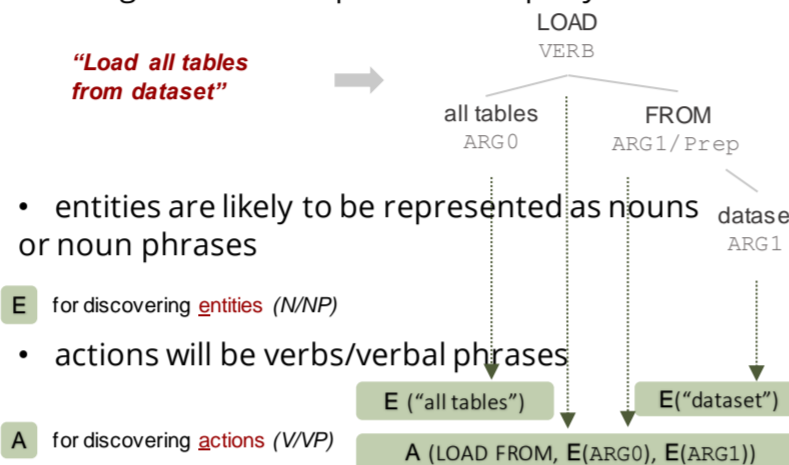 LOAD
VERB
“Load all tables
from dataset”
all tables
ARG0
FROM
ARG1/Prep
• entities are likely to be represented as nouns
or noun phrases
datase
ARG1
E for discovering entities (N/NP)
• actions will be verbs/verbal phrases
E (“all tables”)
E(“dataset”)
A for discovering actions (V/VP)
A (LOAD FROM, E(ARG0), E(ARG1))